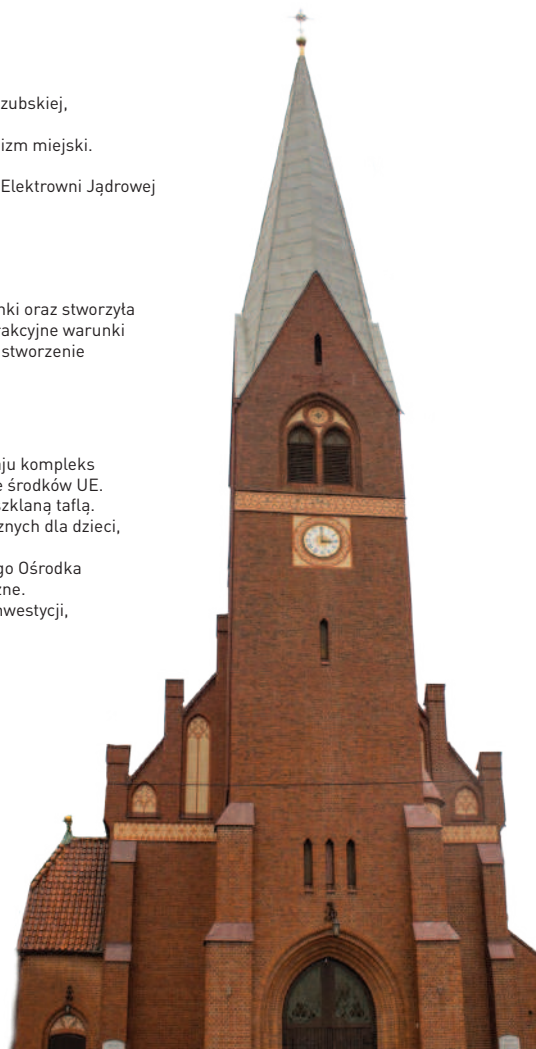 zubskiej,
izm miejski.
Elektrowni Jądrowej
nki oraz stworzyła
rakcyjne warunki
stworzenie
ju kompleks
e środków UE.
zklaną taflą.
znych dla dzieci,
go Ośrodka
zne.
nwestycji,